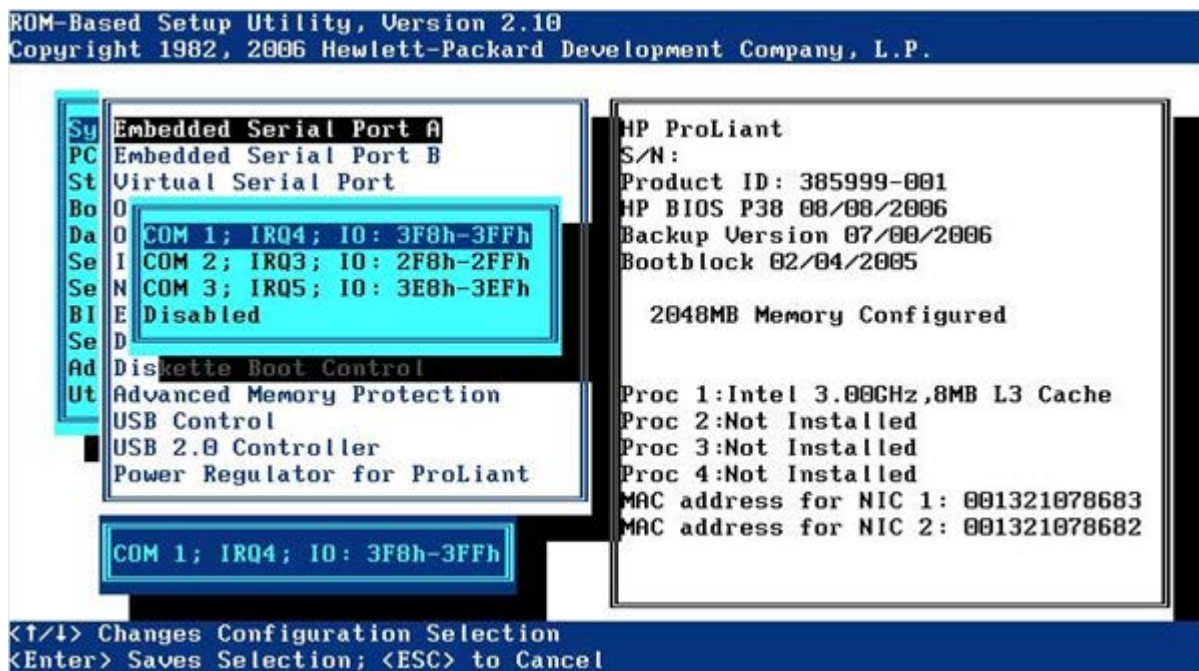 ROM-Based Setup Utility, Version 2.10
Copyright 1982, 2006 Hewlett-Packard Development Company, L.P.
Sy
PC
St
Bo
Da
Se
Se
BI
Se
Ad
Ut
Embedded Serial Port A
Embedded Serial Port B
Virtual Serial Port
O
O
I
N
E
D
Diskette Boot Control
Advanced Memory Protection
USB Control
USB 2.0 Controller
Power Regulator for ProLiant
COM 1; IRQ4; IO: 3F8h-3FFh
COM 2; IRQ3; IO: 2F8h-2FFh
COM 3; IRQ5; IO: 3E8h-3EFh
Disabled
COM 1; IRQ4; IO: 3F8h-3FFh
HP ProLiant
S/N:
Product ID: 385999-001
HP BIOS P38 08/08/2006
Backup Version 07/00/2006
Bootblock 02/04/2005
2048MB Memory Configured
Proc 1:Intel 3.00GHz,8MB L3 Cache
Proc 2:Not Installed
Proc 3:Not Installed
Proc 4:Not Installed
MAC address for NIC 1: 001321078683
MAC address for NIC 2: 001321078682
<↑/↓> Changes Configuration Selection
<Enter> Saves Selection; <ESC> to Cancel